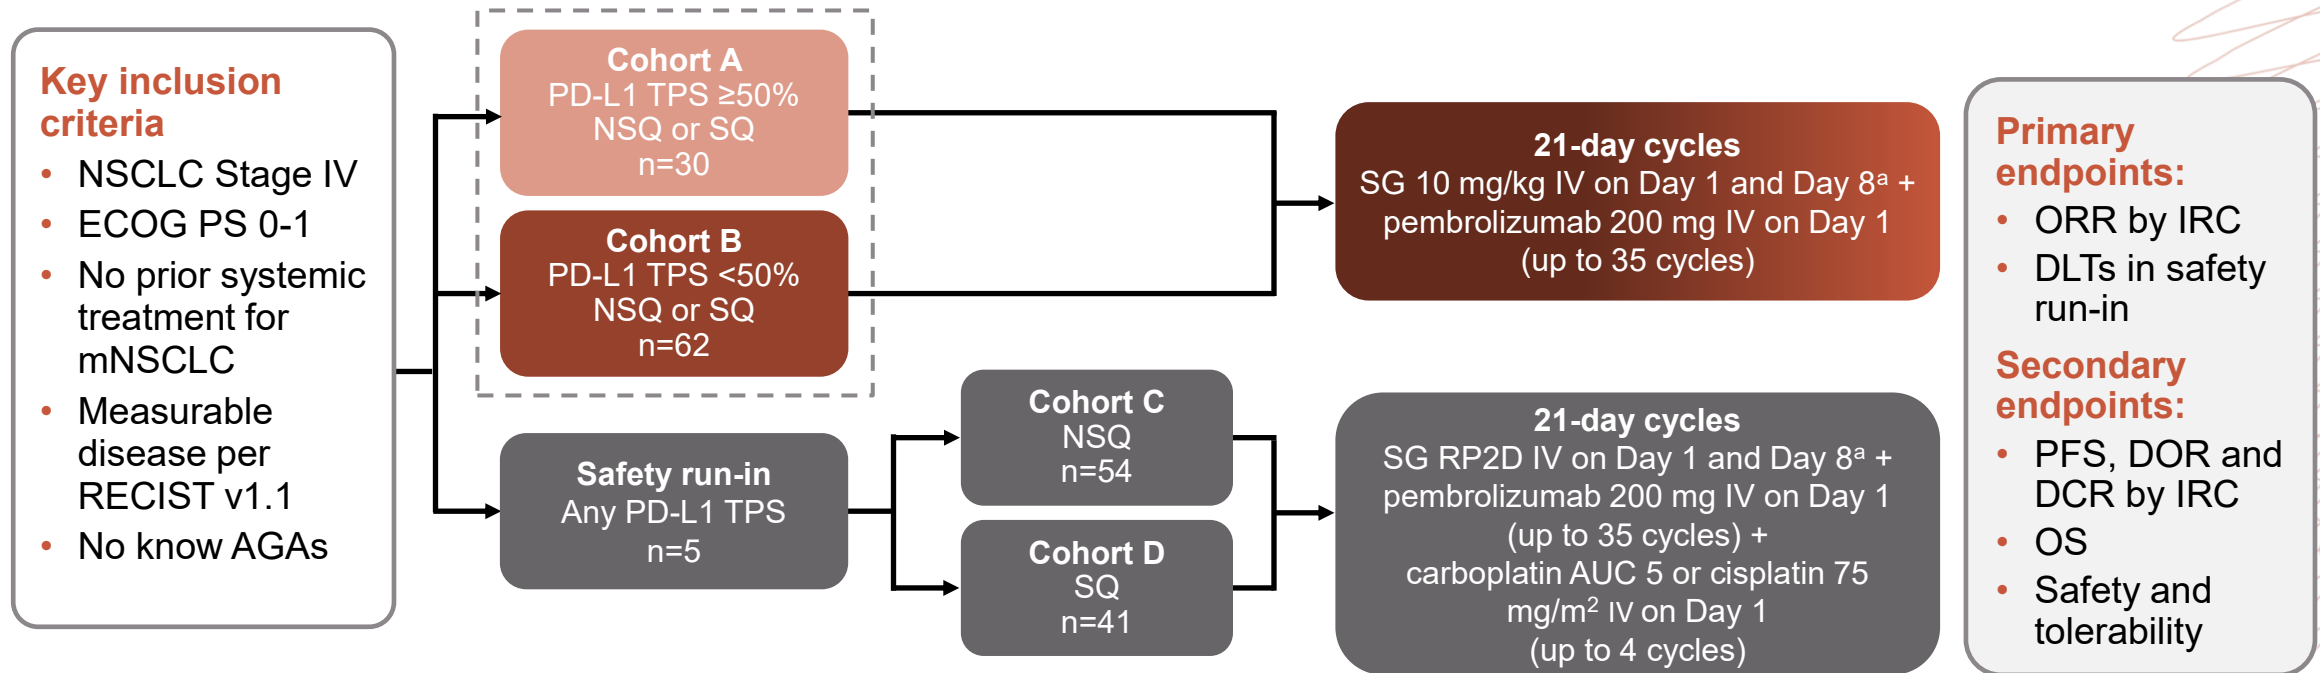 Key inclusion
criteria
• NSCLC Stage IV
• ECOG PS 0-1
• No prior systemic
treatment for
mNSCLC
• Measurable
disease per
RECIST v1.1
• No know AGAs
Cohort A
PD-L1 TPS ≥50%
NSQ or SQ
n=30
Cohort B
PD-L1 TPS <50%
NSQ or SQ
n=62
Safety run-in
Any PD-L1 TPS
n=5
Cohort C
NSQ
n=54
Cohort D
SQ
n=41
21-day cycles
SG 10 mg/kg IV on Day 1 and Day 8ᵃ +
pembrolizumab 200 mg IV on Day 1
(up to 35 cycles)
21-day cycles
SG RP2D IV on Day 1 and Day 8ᵃ +
pembrolizumab 200 mg IV on Day 1
(up to 35 cycles) +
carboplatin AUC 5 or cisplatin 75
mg/m² IV on Day 1
(up to 4 cycles)
Primary
endpoints:
• ORR by IRC
• DLTs in safety
run-in
Secondary
endpoints:
• PFS, DOR and
DCR by IRC
• OS
• Safety and
tolerability